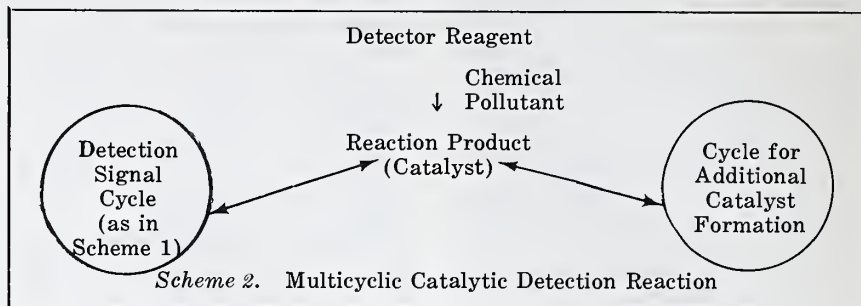 Detector Reagent
↓ Chemical
Pollutant
Reaction Product
(Catalyst)
Detection
Signal
Cycle
(as in
Scheme 1)
Cycle for
Additional
Catalyst
Formation
Scheme 2. Multicyclic Catalytic Detection Reaction